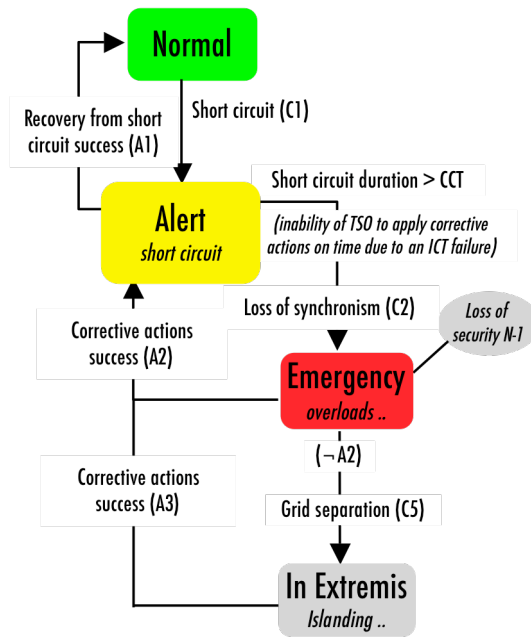 Normal
Short circuit (C1)
Recovery from short
circuit success (A1)
Short circuit duration > CCT
Alert
short circuit
(inability of TSO to apply corrective
actions on time due to an ICT failure)
Loss of synchronism (C2)
Loss of
security N-1
Corrective actions
success (A2)
Emergency
overloads ..
(¬ A2)
Corrective actions
success (A3)
Grid separation (C5)
In Extremis
Islanding ..